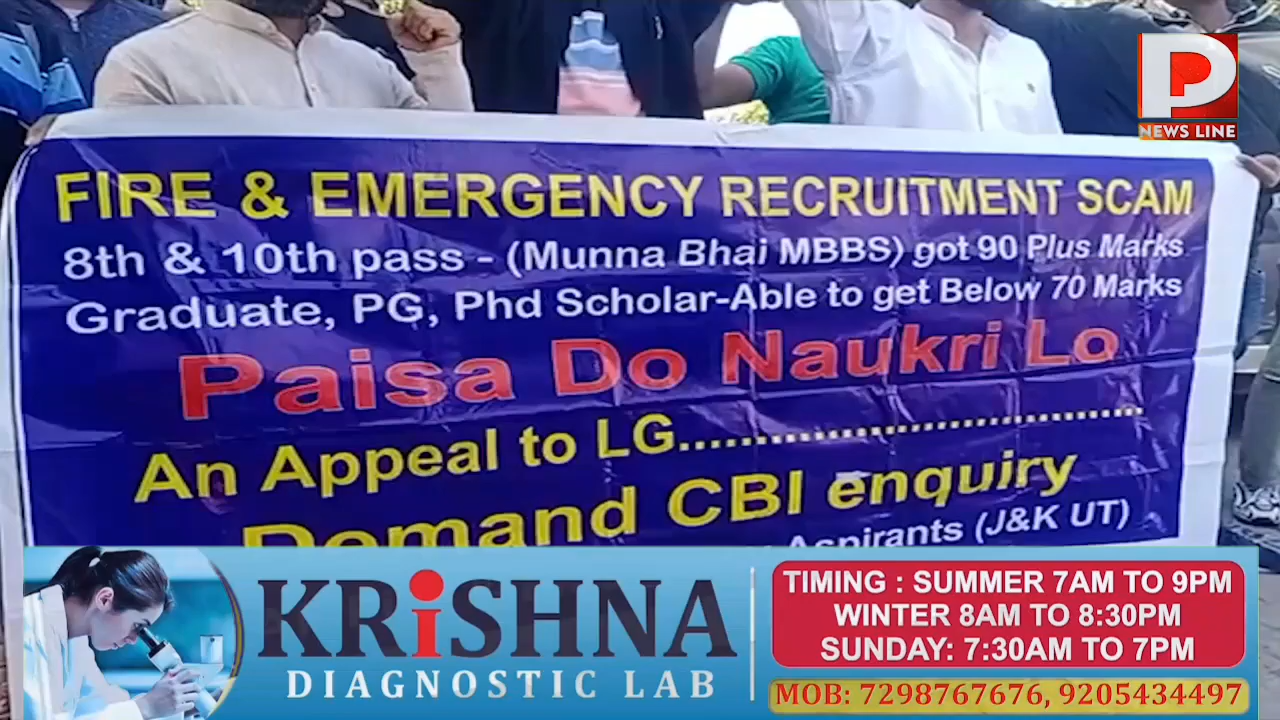 P
NEWS LINE
FIRE & EMERGENCY RECRUITMENT SCAM
8th & 10th pass - (Munna Bhai MBBS) got 90 Plus Marks
Graduate, PG, Phd Scholar-Able to get Below 70 Marks
Paisa Do Naukri Lo
An Appeal to LG.......................................
Demand CBI enquiry
Aspirants (J&K UT)
KRiSHNA
DIAGNOSTIC LAB
TIMING : SUMMER 7AM TO 9PM
WINTER 8AM TO 8:30PM
SUNDAY: 7:30AM TO 7PM
MOB: 7298767676, 9205434497